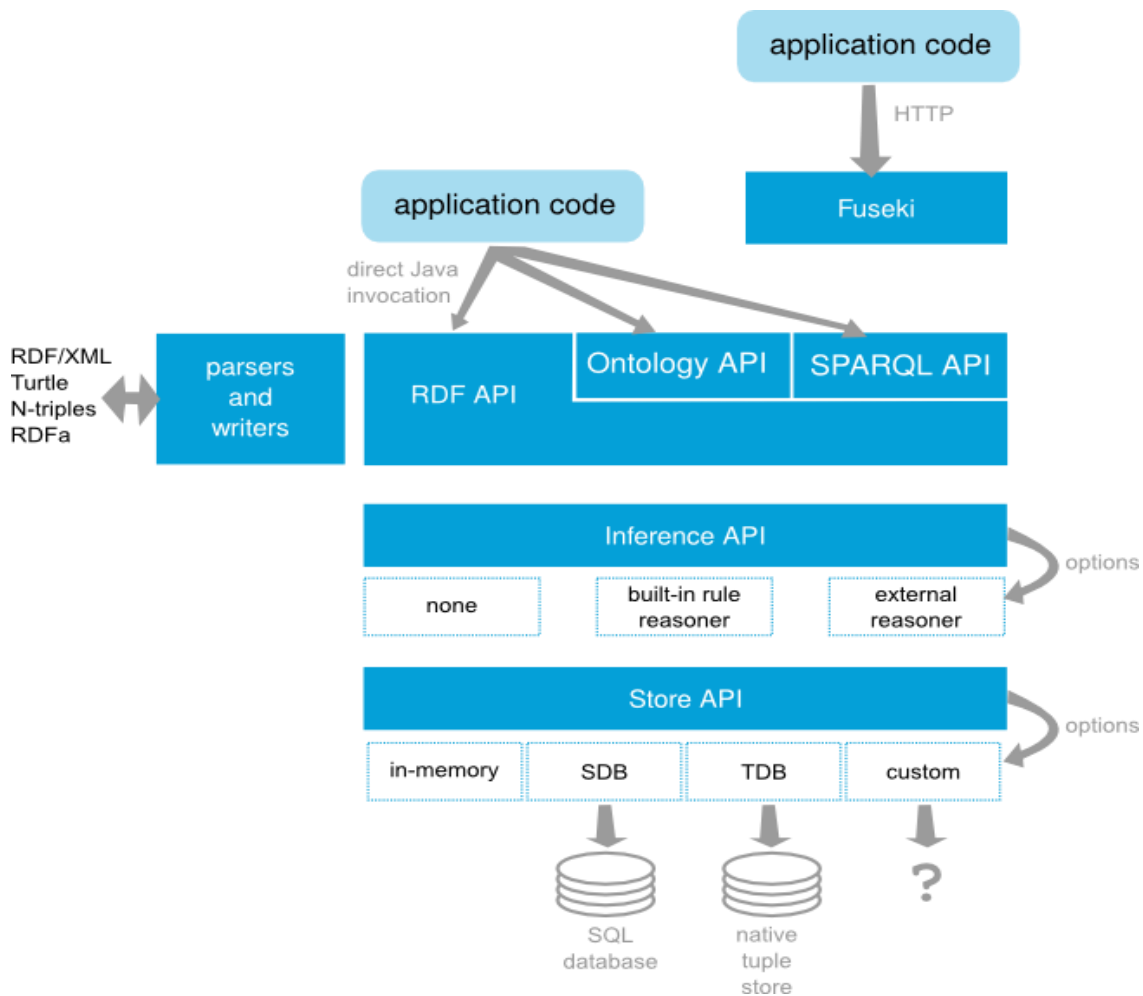 application code
HTTP
Fuseki
application code
direct Java
invocation
RDF/XML
Turtle
N-triples
RDFa
parsers
and
writers
RDF API
Ontology API
SPARQL API
Inference API
options
none
built-in rule
reasoner
external
reasoner
Store API
options
in-memory
SDB
TDB
custom
?
SQL
database
native
tuple
store